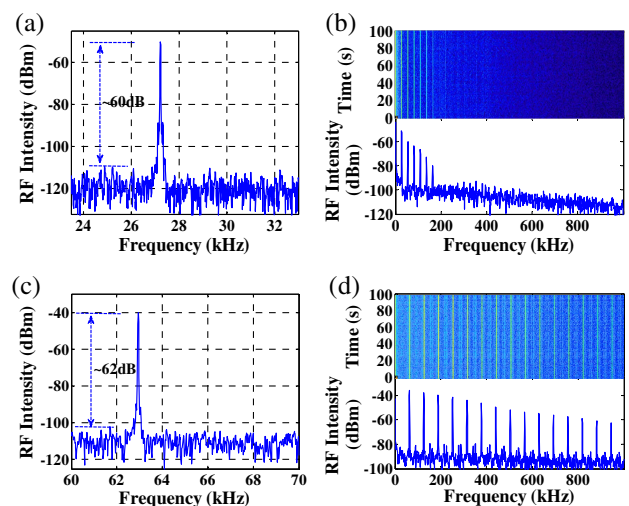 (a)
RF Intensity (dBm)
-60
-80
-100
-120
~60dB
24 26 28 30 32
Frequency (kHz)
(b)
Time (s)
100
80
60
40
20
0
RF Intensity
(dBm)
-60
-80
-100
-120
0 200 400 600 800
Frequency (kHz)
(c)
RF Intensity (dBm)
-40
-60
-80
-100
-125
~62dB
60 62 64 66 68 70
Frequency (kHz)
(d)
Time (s)
100
80
60
40
20
0
RF Intensity
(dBm)
-40
-60
-80
-100
0 200 400 600 800
Frequency (kHz)